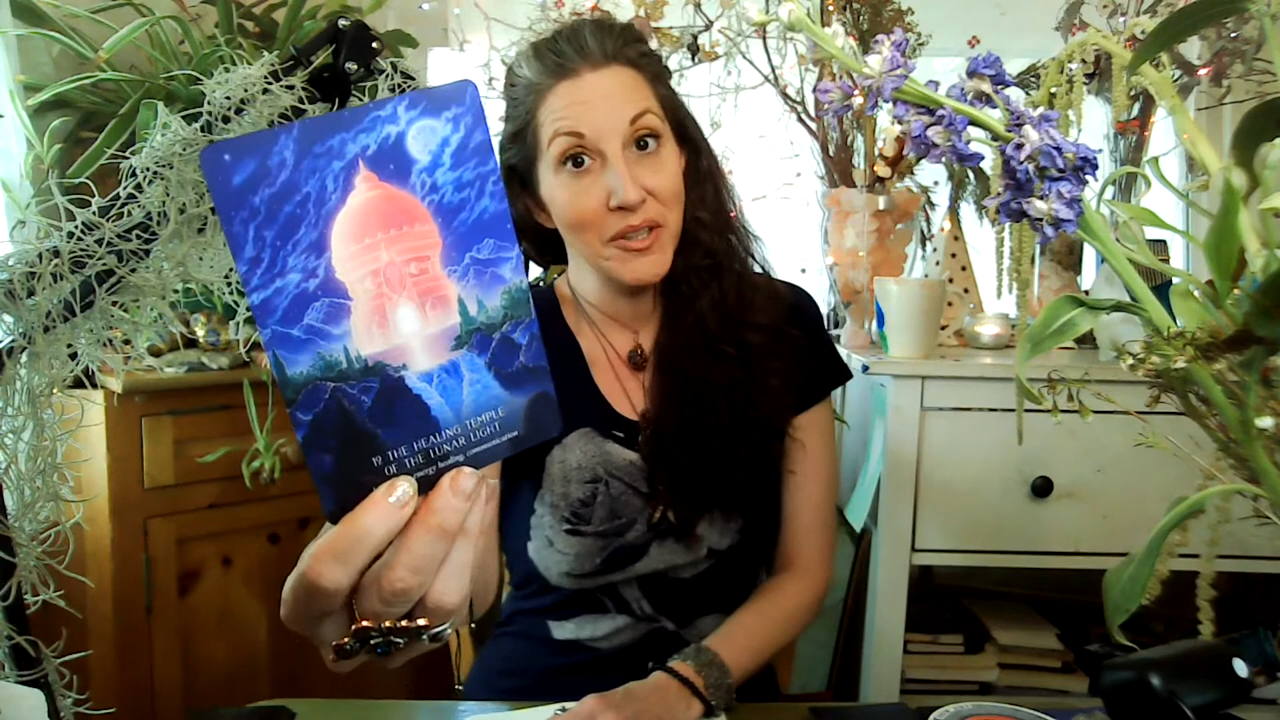 19 THE HEALING TEMPLE
OF THE LUNAR LIGHT
energy healing, communication